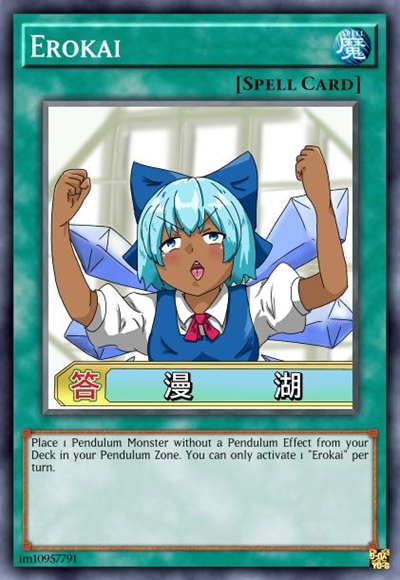 Erokai
魔
[Spell Card]
答 漫 湖
Place 1 Pendulum Monster without a Pendulum Effect from your
Deck in your Pendulum Zone. You can only activate 1 "Erokai" per
turn.
im10957791